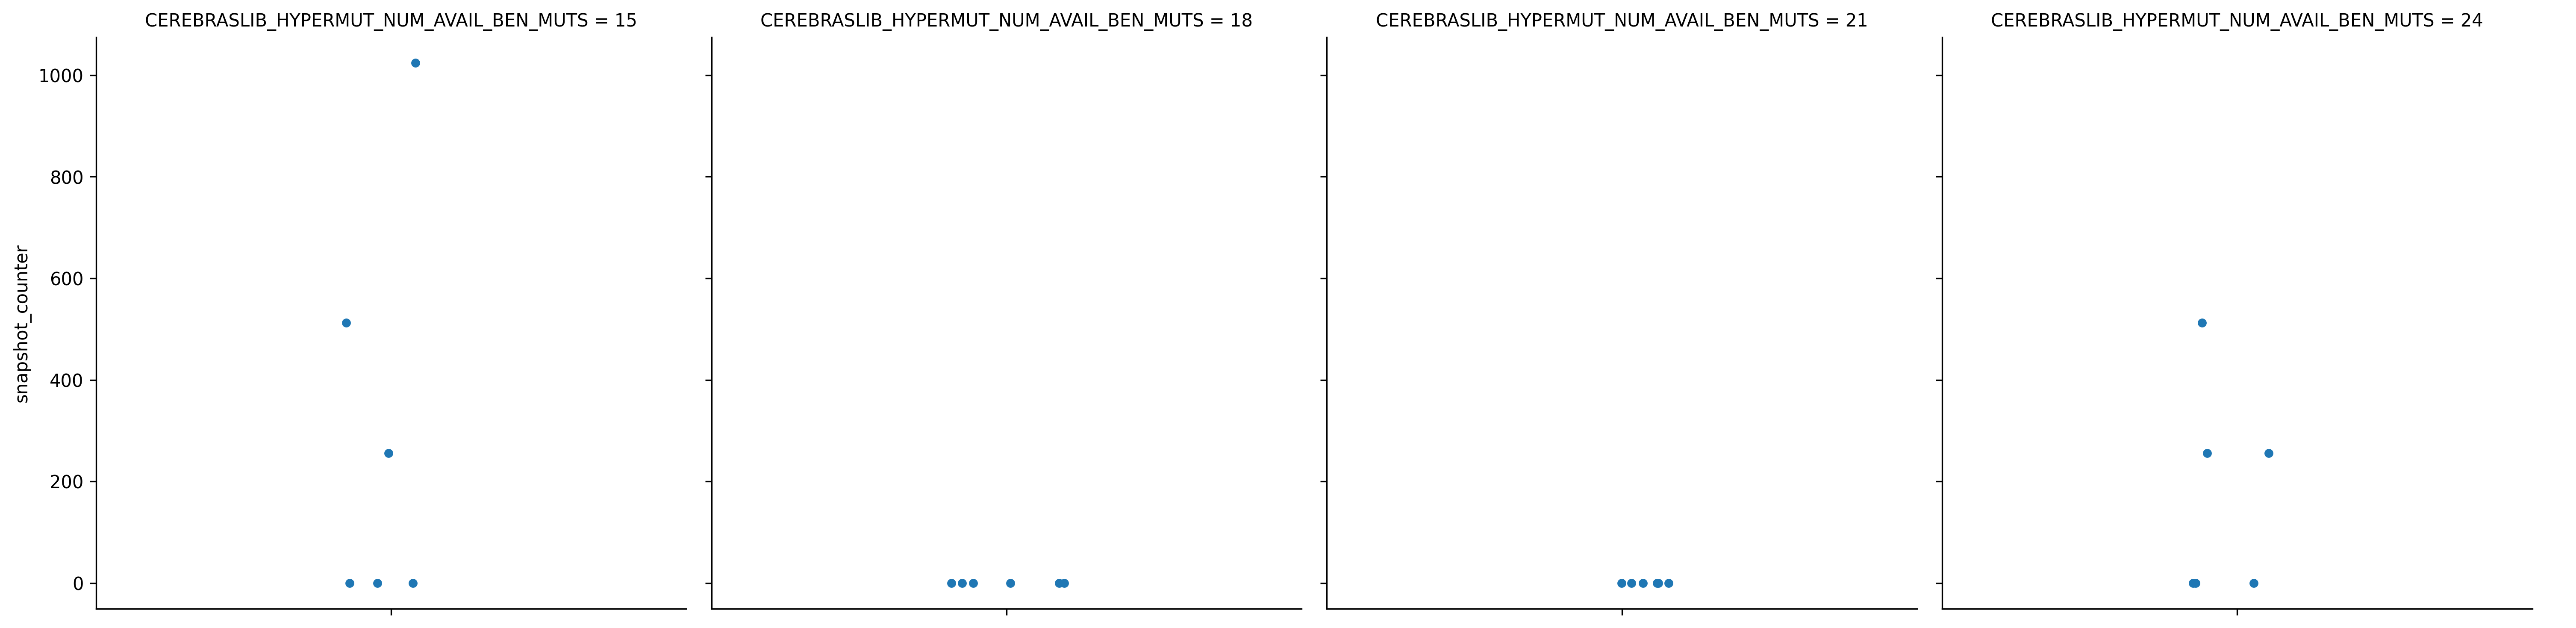 CEREBRASLIB_HYPERMUT_NUM_AVAIL_BEN_MUTS = 15
CEREBRASLIB_HYPERMUT_NUM_AVAIL_BEN_MUTS = 18
CEREBRASLIB_HYPERMUT_NUM_AVAIL_BEN_MUTS = 21
CEREBRASLIB_HYPERMUT_NUM_AVAIL_BEN_MUTS = 24
snapshot_counter
1000
800
600
400
200
0